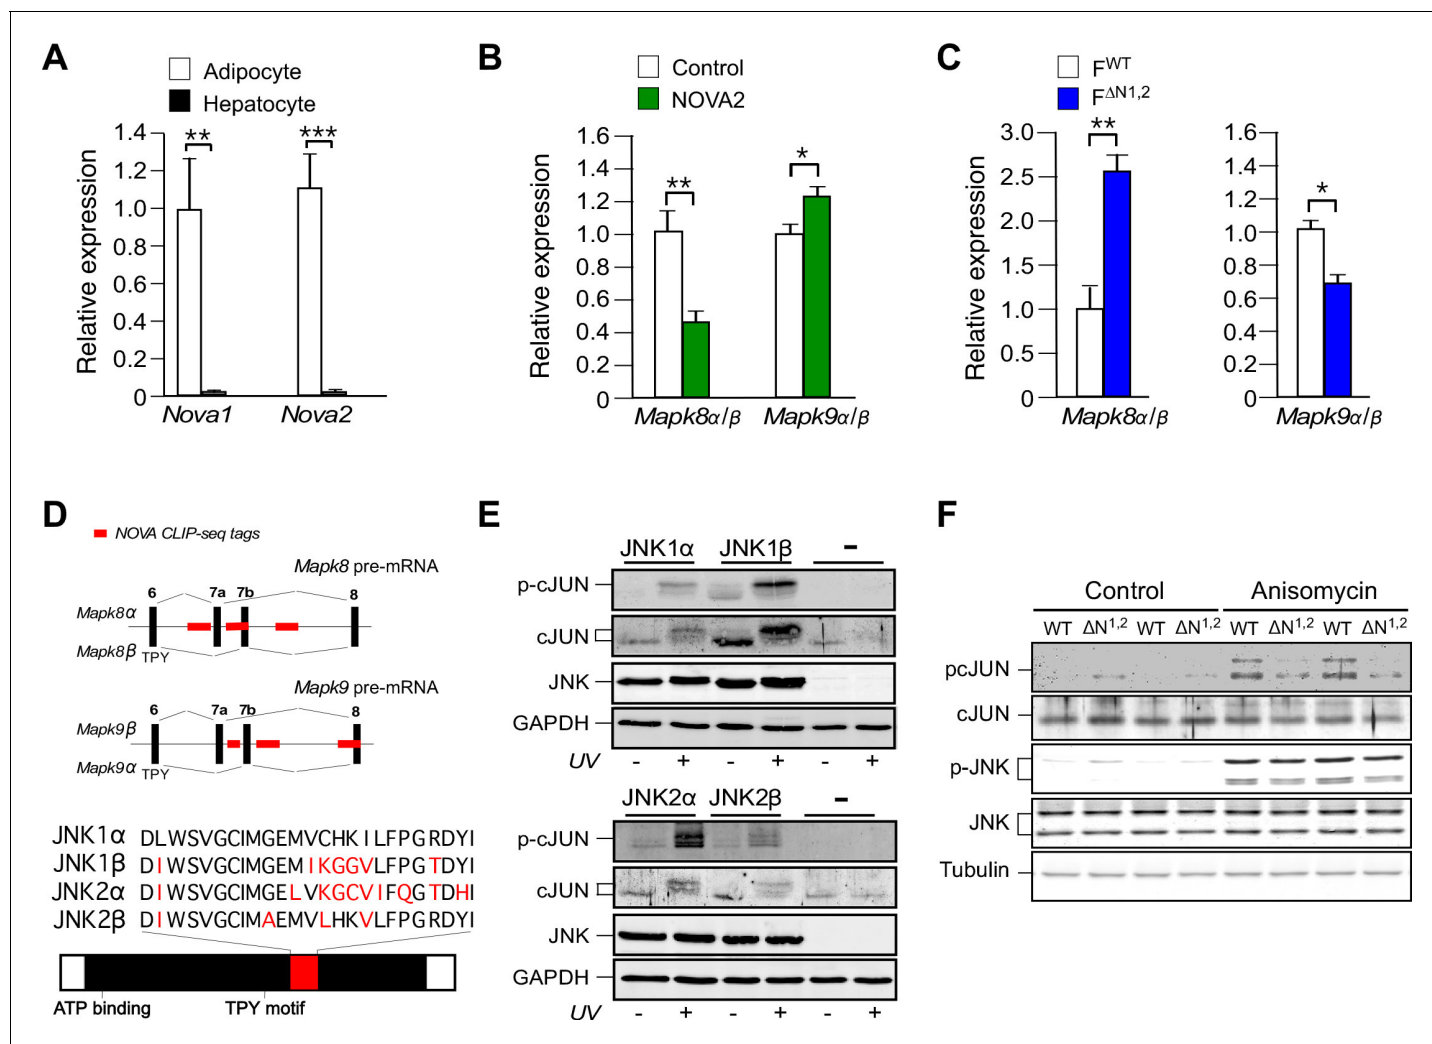 A
Adipocyte
Hepatocyte
Relative expression
1.4
1.2
1.0
0.8
0.6
0.4
0.2
0
**
***
Nova1
Nova2
B
Control
NOVA2
Relative expression
1.6
1.4
1.2
1.0
0.8
0.6
0.4
0.2
0
**
*
Mapk8α/β
Mapk9α/β
C
F^WT
F^ΔN1,2
Relative expression
3.0
2.5
2.0
1.5
1.0
0.5
0
**
Mapk8α/β
1.6
1.4
1.2
1.0
0.8
0.6
0.4
0.2
0
*
Mapk9α/β
D
NOVA CLIP-seq tags
Mapk8 pre-mRNA
6 7a 7b 8
Mapk8α
Mapk8β
TPY
Mapk9 pre-mRNA
6 7a 7b 8
Mapk9β
Mapk9α
TPY
JNK1α DLWSVGCIMGEMVCHKILFPGRDYI
JNK1β DIWSVGCIMGEMIKGGVLFPGTDYI
JNK2α DIWSVGCIMGELVKGCVIFQGTDHI
JNK2β DIWSVGCIMAEMVLHKVLFPGRDYI
ATP binding
TPY motif
E
JNK1α JNK1β -
p-cJUN
cJUN
JNK
GAPDH
UV - + - + - +
JNK2α JNK2β -
p-cJUN
cJUN
JNK
GAPDH
UV - + - + - +
F
Control Anisomycin
WT ΔN1,2 WT ΔN1,2 WT ΔN1,2 WT ΔN1,2
pcJUN
cJUN
p-JNK
JNK
Tubulin